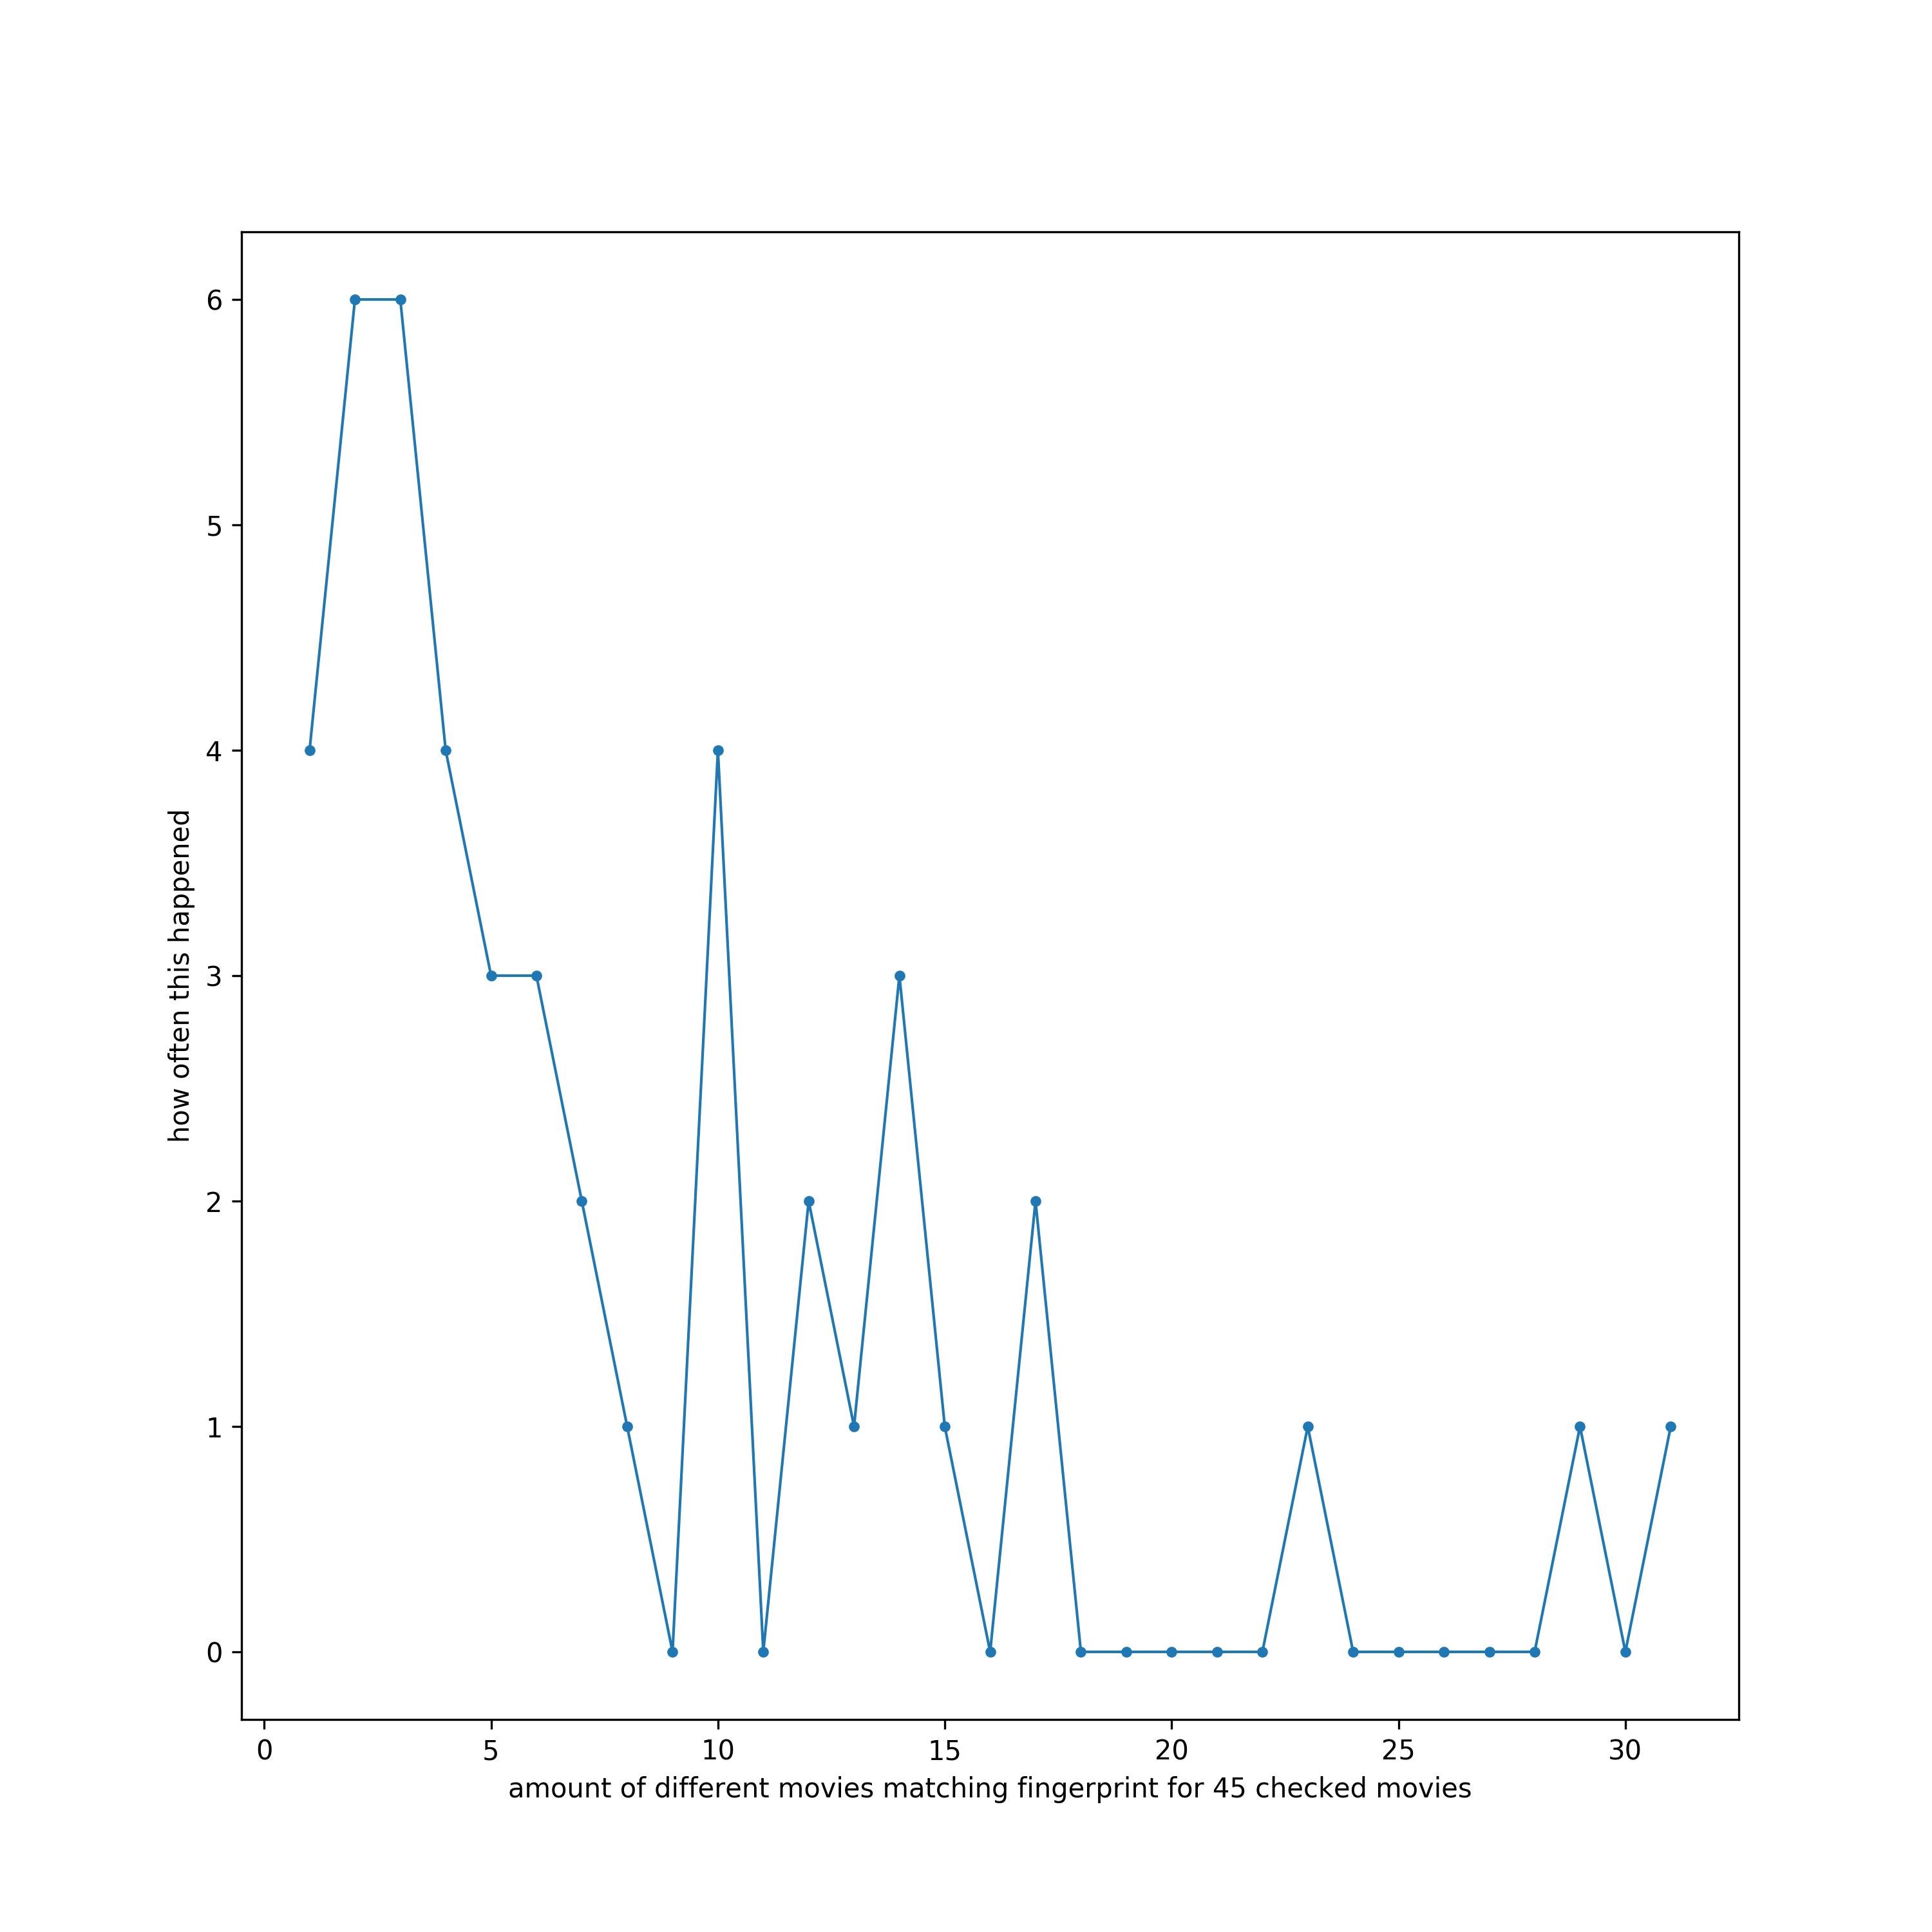 6
5
4
3
2
1
0
how often this happened
0 5 10 15 20 25 30
amount of different movies matching fingerprint for 45 checked movies